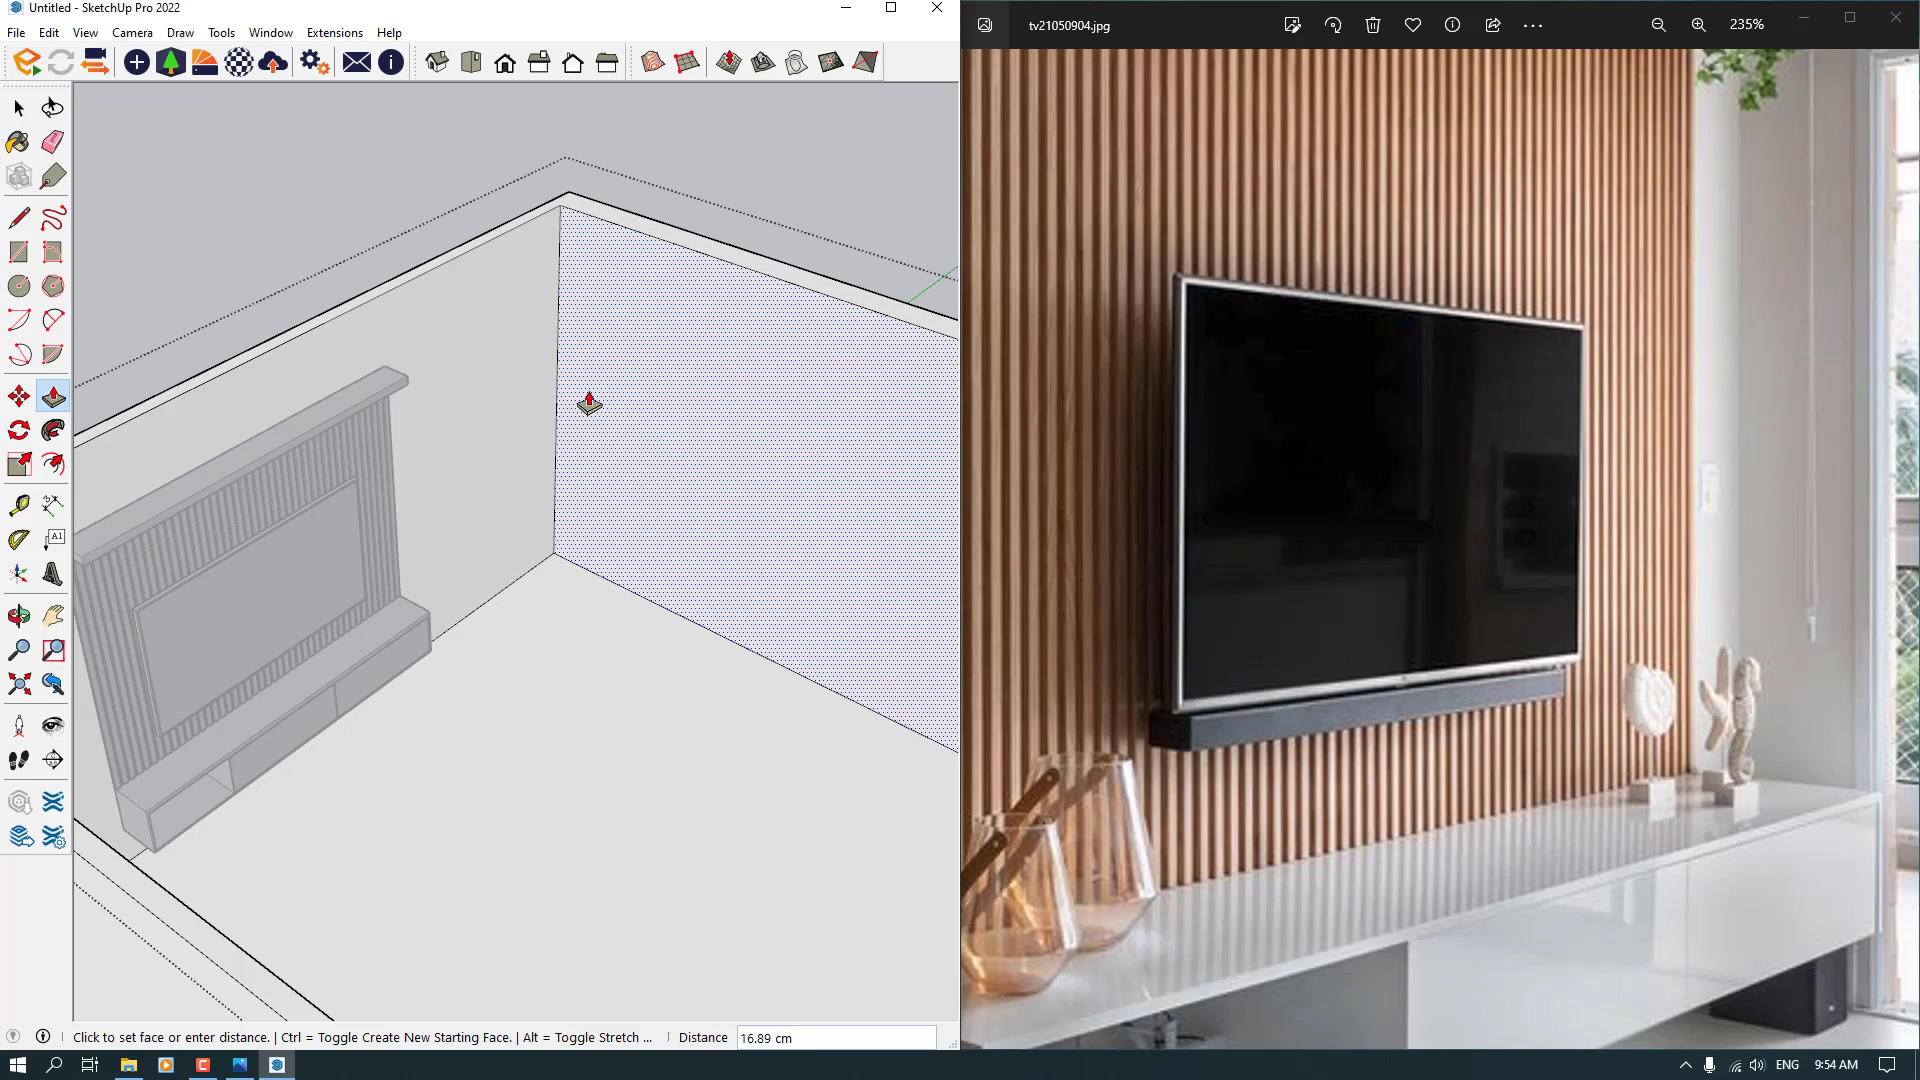 Untitled - SketchUp Pro 2022
File Edit View Camera Draw Tools Window Extensions Help
A1
Click to set face or enter distance. | Ctrl = Toggle Create New Starting Face. | Alt = Toggle Stretch ... | Distance 16.89 cm
tv21050904.jpg
235%
ENG 9:54 AM